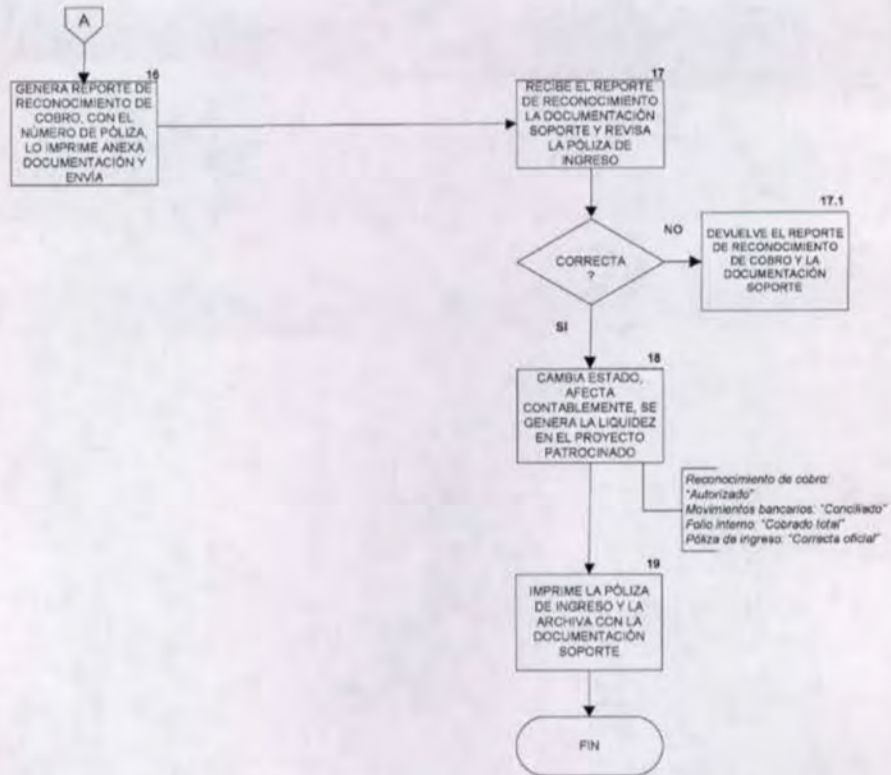 A
16
GENERA REPORTE DE
RECONOCIMIENTO DE
COBRO, CON EL
NÚMERO DE PÓLIZA,
LO IMPRIME ANEXA
DOCUMENTACIÓN Y
ENVÍA
17
RECIBE EL REPORTE
DE RECONOCIMIENTO
LA DOCUMENTACIÓN
SOPORTE Y REVISA
LA PÓLIZA DE
INGRESO
CORRECTA
?
NO
17.1
DEVUELVE EL REPORTE
DE RECONOCIMIENTO
DE COBRO Y LA
DOCUMENTACIÓN
SOPORTE
SI
18
CAMBIA ESTADO,
AFECTA
CONTABLEMENTE, SE
GENERA LA LIQUIDEZ
EN EL PROYECTO
PATROCINADO
Reconocimiento de cobro:
"Autorizado"
Movimientos bancarios: "Conciliado"
Folio interno: "Cobrado total"
Póliza de ingreso: "Correcta oficial"
19
IMPRIME LA PÓLIZA
DE INGRESO Y LA
ARCHIVA CON LA
DOCUMENTACIÓN
SOPORTE
FIN